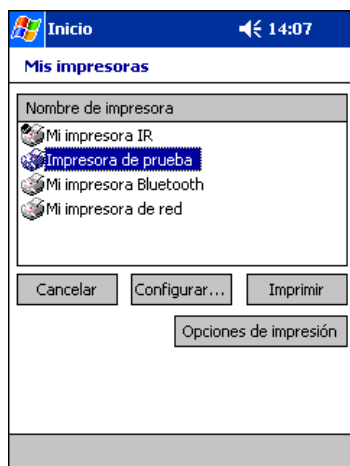 Inicio 14:07
Mis impresoras
Nombre de impresora
Mi impresora IR
Impresora de prueba
Mi impresora Bluetooth
Mi impresora de red
Cancelar Configurar... Imprimir
Opciones de impresión